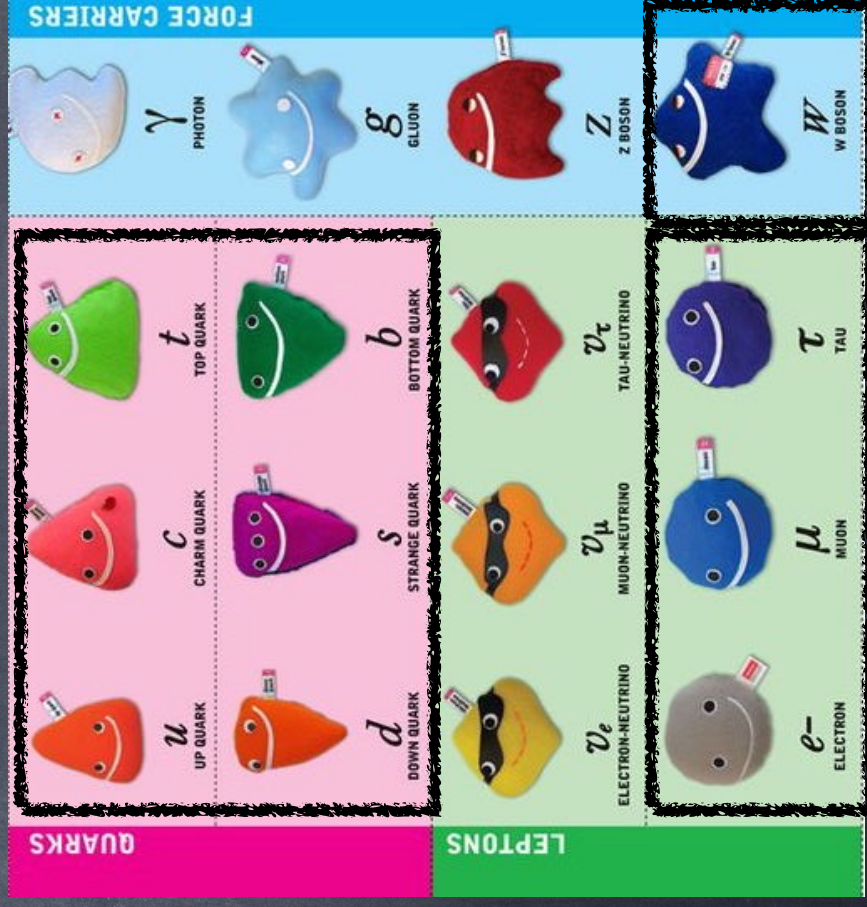 QUARKS
u
UP QUARK
c
CHARM QUARK
t
TOP QUARK
d
DOWN QUARK
s
STRANGE QUARK
b
BOTTOM QUARK
LEPTONS
νe
ELECTRON-NEUTRINO
νμ
MUON-NEUTRINO
ντ
TAU-NEUTRINO
e-
ELECTRON
μ
MUON
τ
TAU
FORCE CARRIERS
γ
PHOTON
g
GLUON
Z
Z BOSON
W
W BOSON